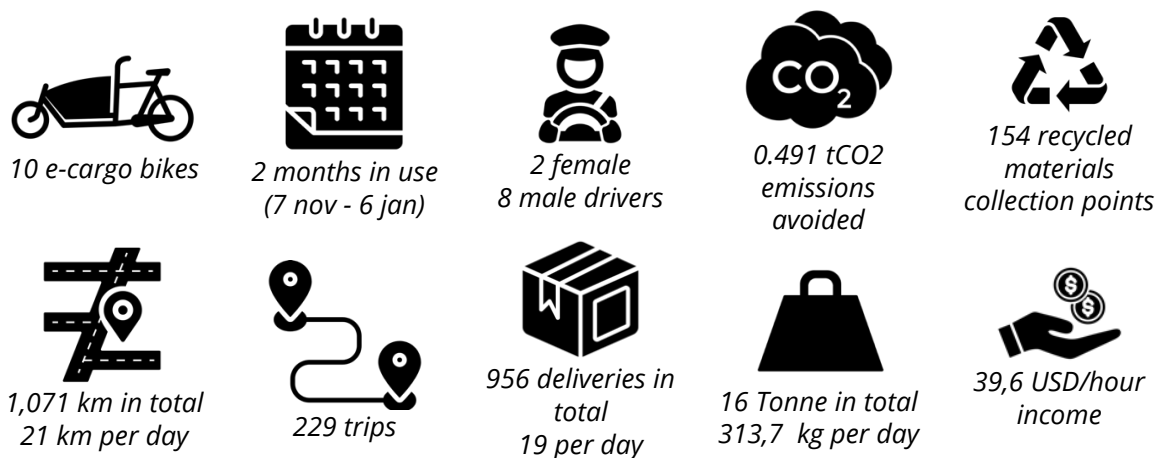 10 e-cargo bikes
2 months in use
(7 nov - 6 jan)
2 female
8 male drivers
CO2
0.491 tCO2
emissions
avoided
154 recycled
materials
collection points
1,071 km in total
21 km per day
229 trips
956 deliveries in
total
19 per day
16 Tonne in total
313,7 kg per day
$
$
39,6 USD/hour
income